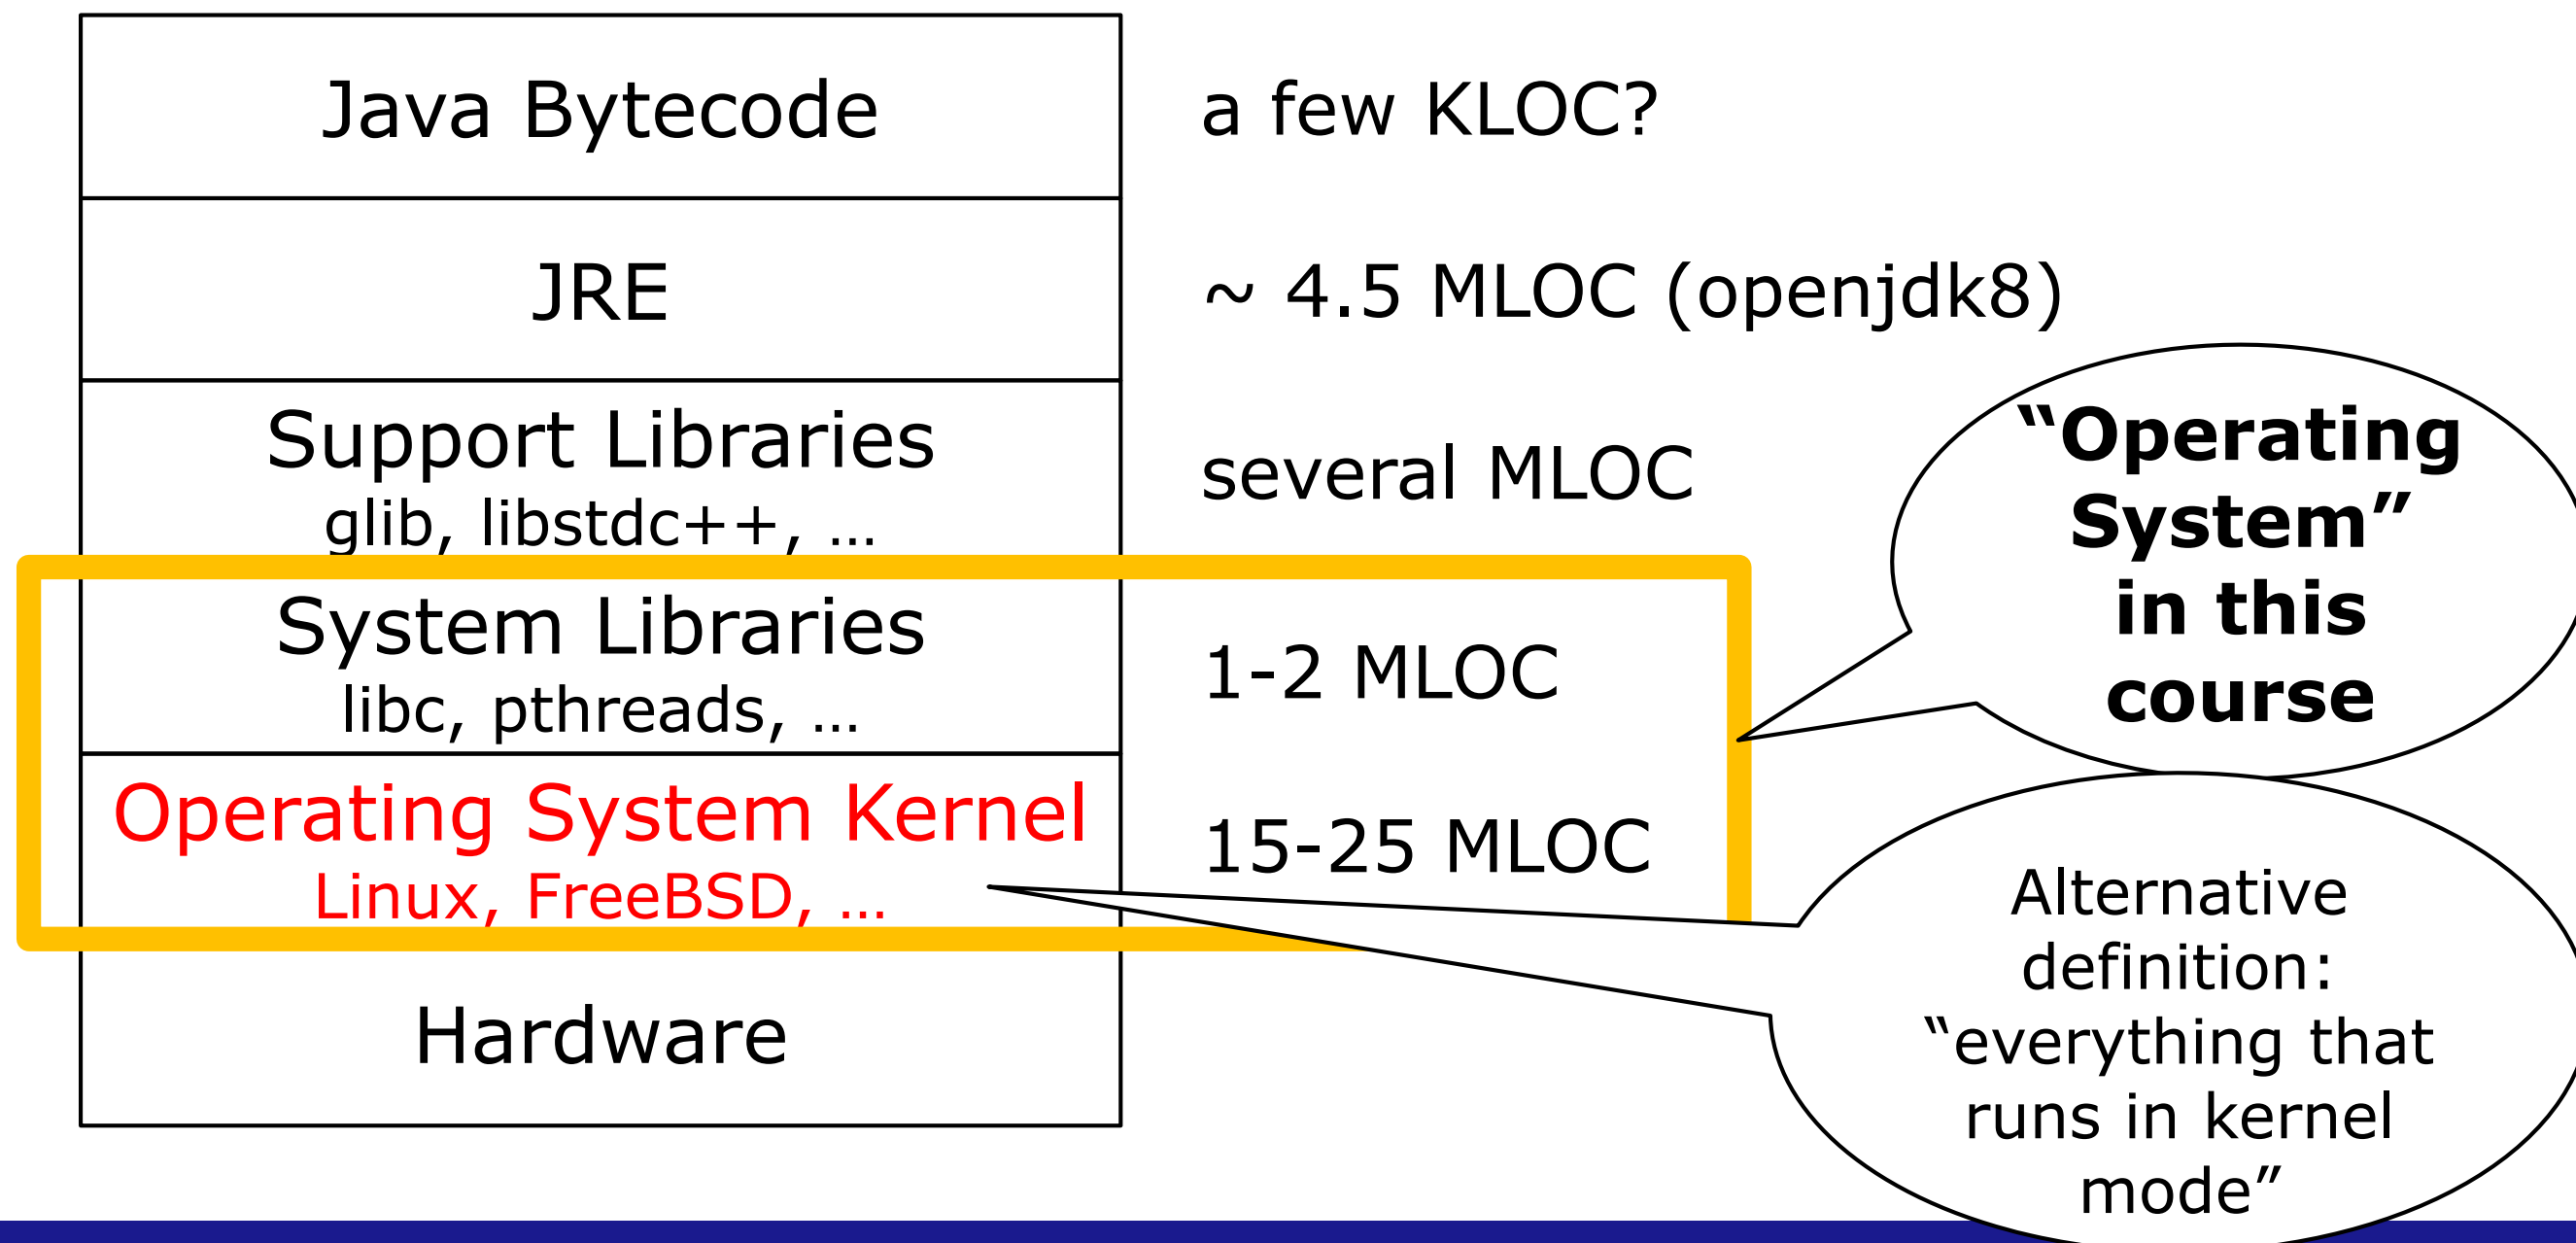 Java Bytecode
a few KLOC?
JRE
~ 4.5 MLOC (openjdk8)
Support Libraries
glib, libstdc++, …
several MLOC
System Libraries
libc, pthreads, …
1-2 MLOC
Operating System Kernel
Linux, FreeBSD, …
15-25 MLOC
Hardware
“Operating
System”
in this
course
Alternative
definition:
“everything that
runs in kernel
mode”